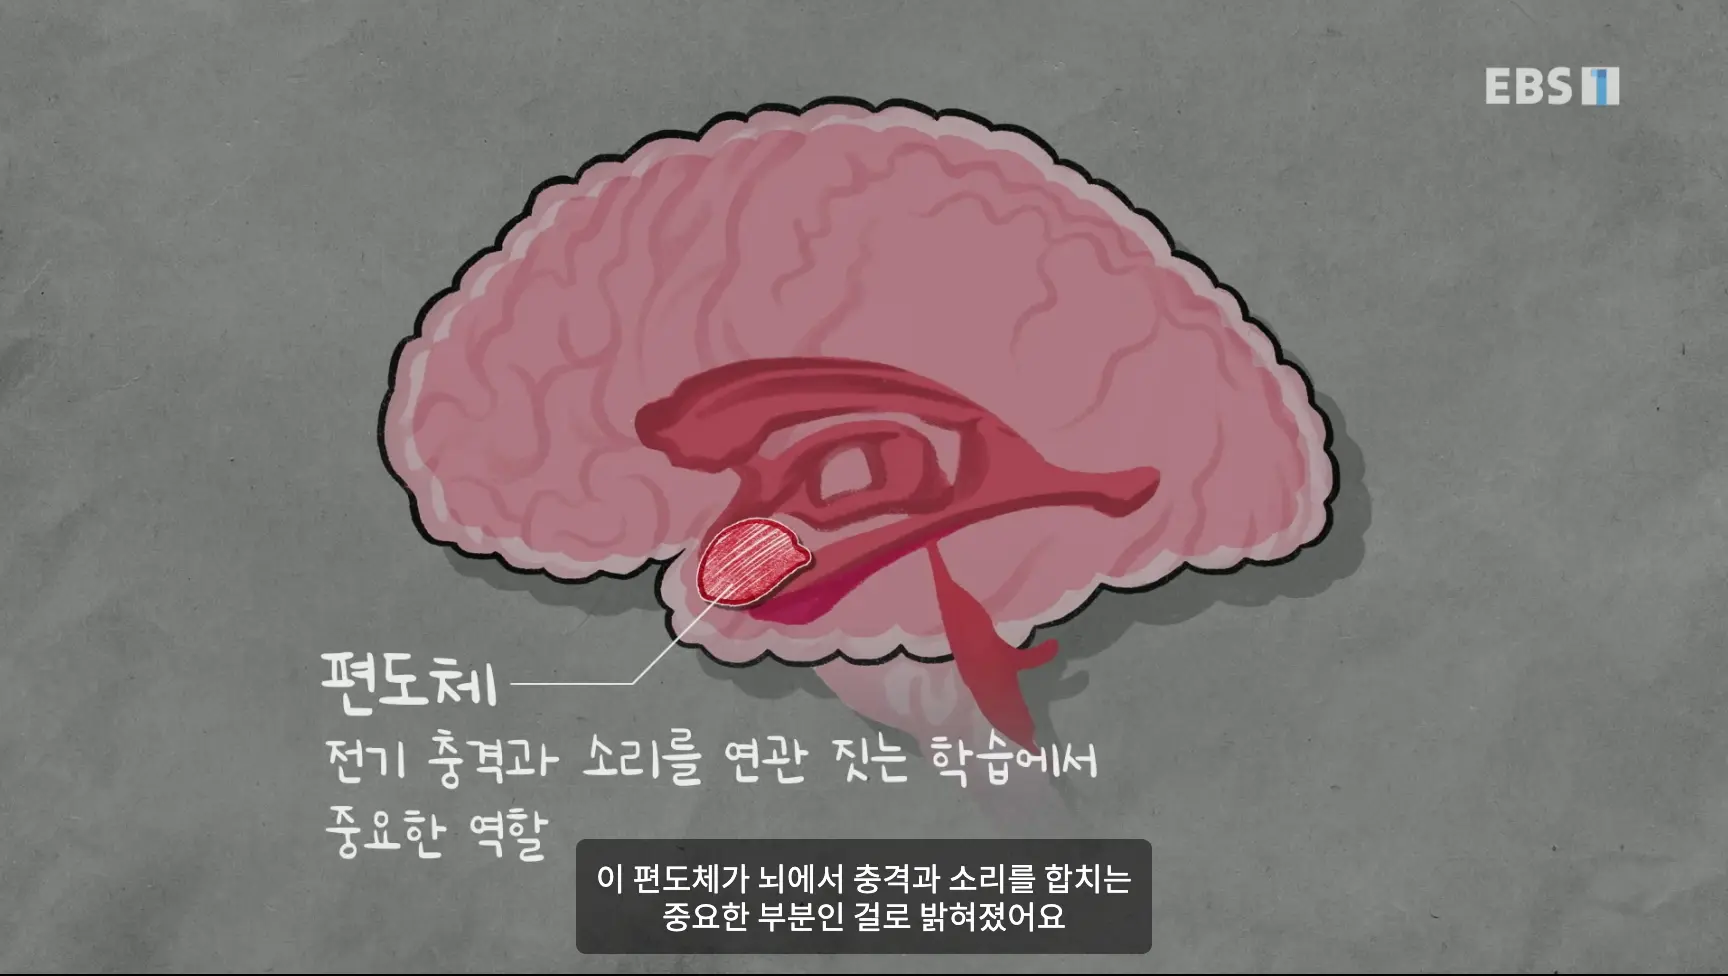 EBS 1
편도체
전기 충격과 소리를 연관 짓는 학습에서
중요한 역할
이 편도체가 뇌에서 충격과 소리를 합치는
중요한 부분인 걸로 밝혀졌어요